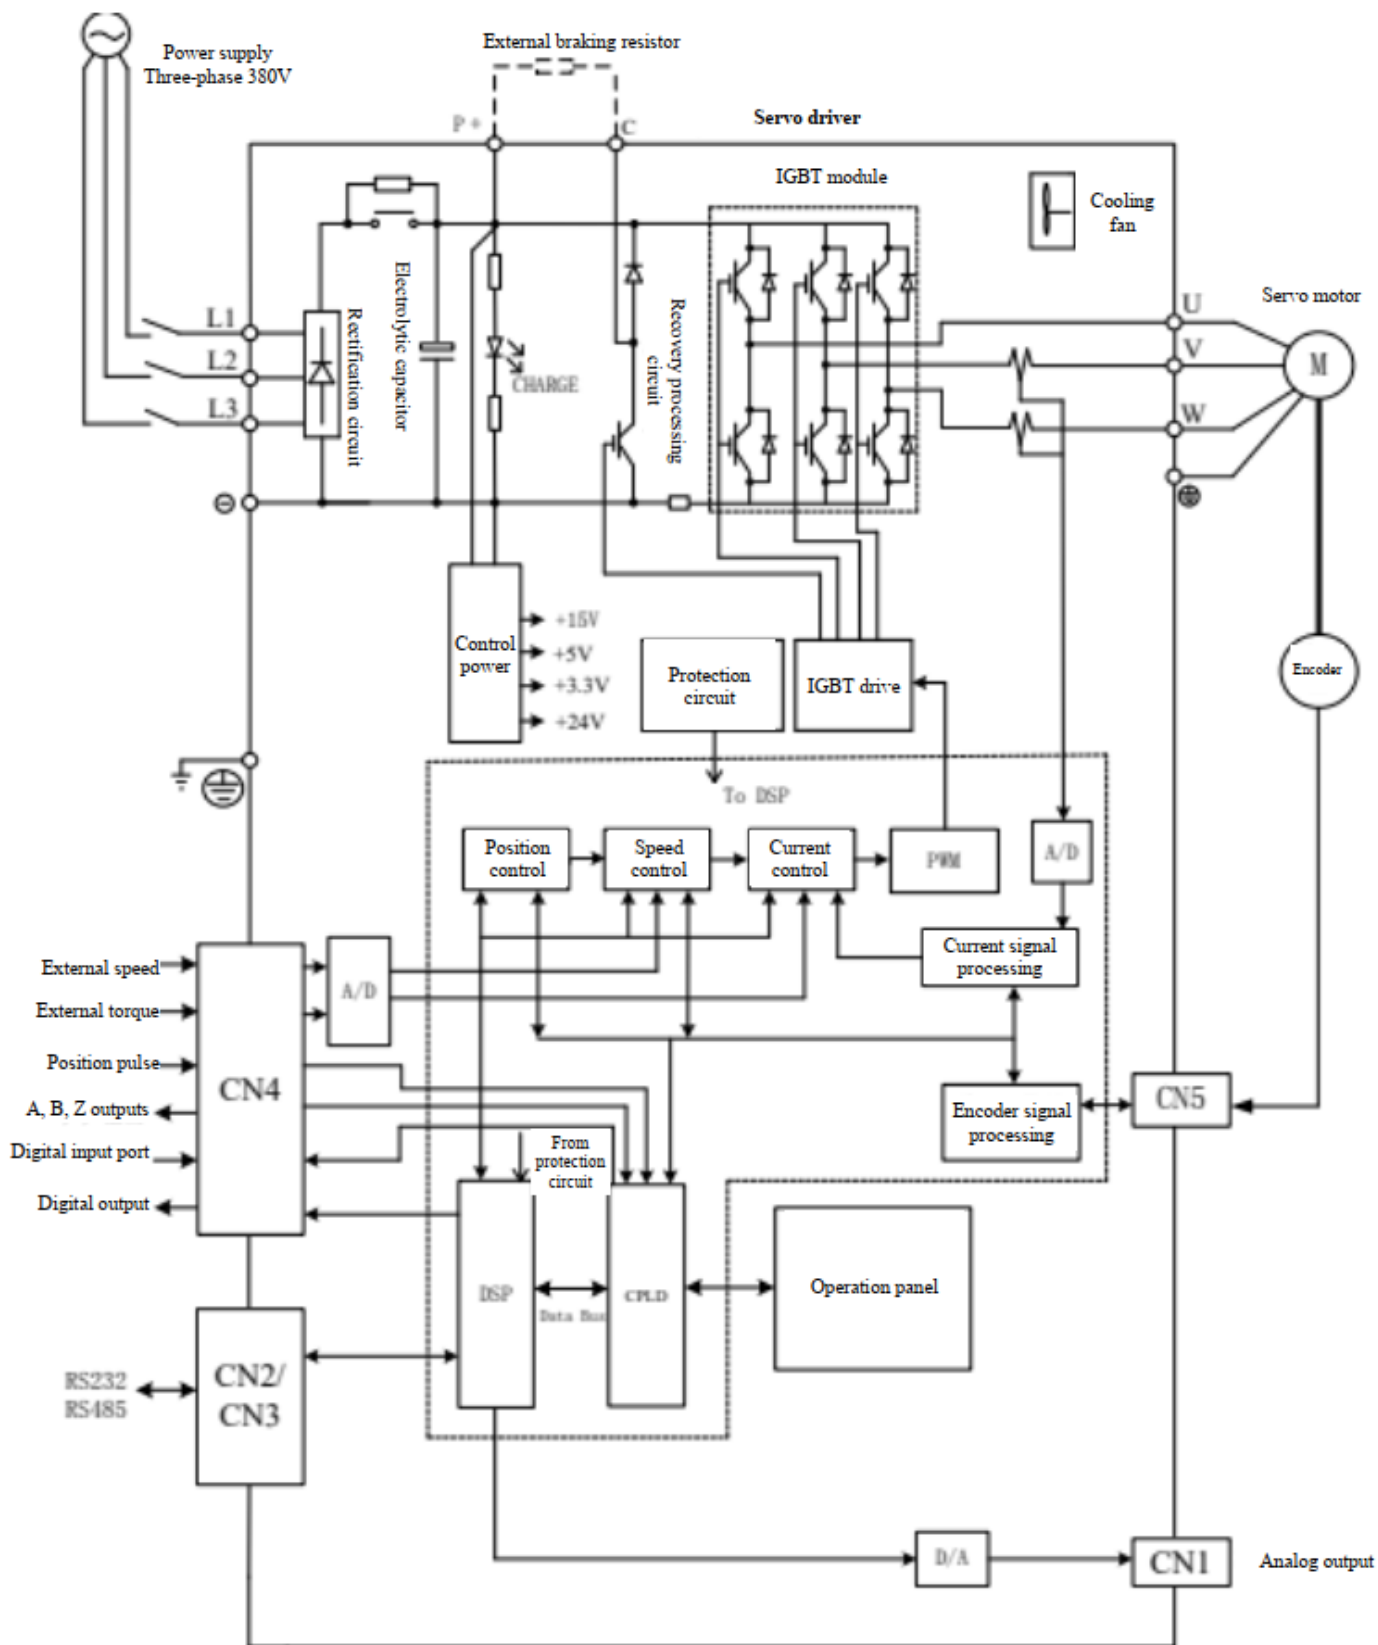 Power supply
Three-phase 380V
External braking resistor
P +
C
Servo driver
IGBT module
Cooling
fan
Electrolytic capacitor
Rectification circuit
CHARGE
Recovery processing
circuit
L1
L2
L3
U
V
W
Servo motor
M
Control
power
+15V
+5V
+3.3V
+24V
Protection
circuit
IGBT drive
Encoder
To DSP
Position
control
Speed
control
Current
control
PWM
A/D
Current signal
processing
External speed
External torque
Position pulse
A, B, Z outputs
Digital input port
Digital output
CN4
A/D
Encoder signal
processing
CN5
From
protection
circuit
DSP
Data Bus
CPLD
Operation panel
RS232
RS485
CN2/
CN3
D/A
CN1
Analog output